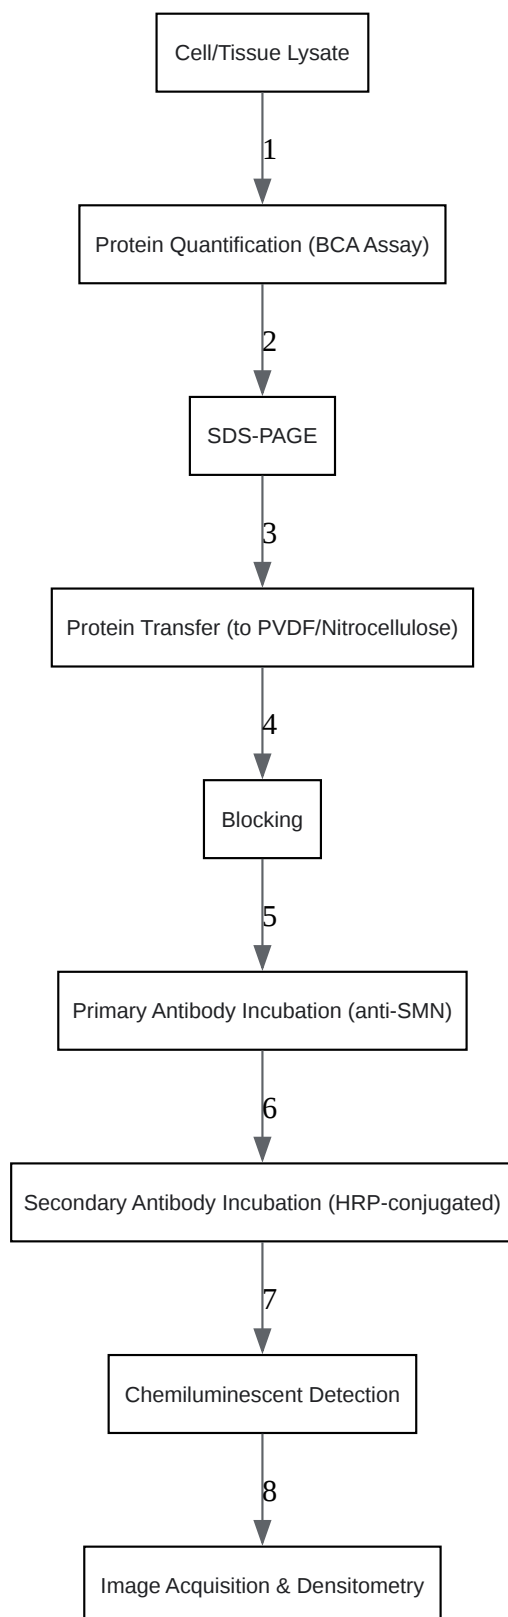 Cell/Tissue Lysate
1
Protein Quantification (BCA Assay)
2
SDS-PAGE
3
Protein Transfer (to PVDF/Nitrocellulose)
4
Blocking
5
Primary Antibody Incubation (anti-SMN)
6
Secondary Antibody Incubation (HRP-conjugated)
7
Chemiluminescent Detection
8
Image Acquisition & Densitometry